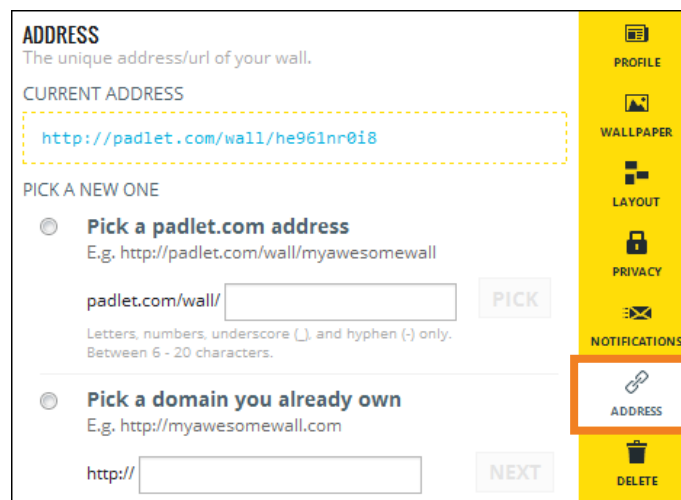 ADDRESS
The unique address/url of your wall.
CURRENT ADDRESS
http://padlet.com/wall/he961nr0i8
PICK A NEW ONE
Pick a padlet.com address
E.g. http://padlet.com/wall/myawesomewall
padlet.com/wall/
PICK
Letters, numbers, underscore (_), and hyphen (-) only.
Between 6 - 20 characters.
Pick a domain you already own
E.g. http://myawesomewall.com
http://
NEXT
PROFILE
WALLPAPER
LAYOUT
PRIVACY
NOTIFICATIONS
ADDRESS
DELETE